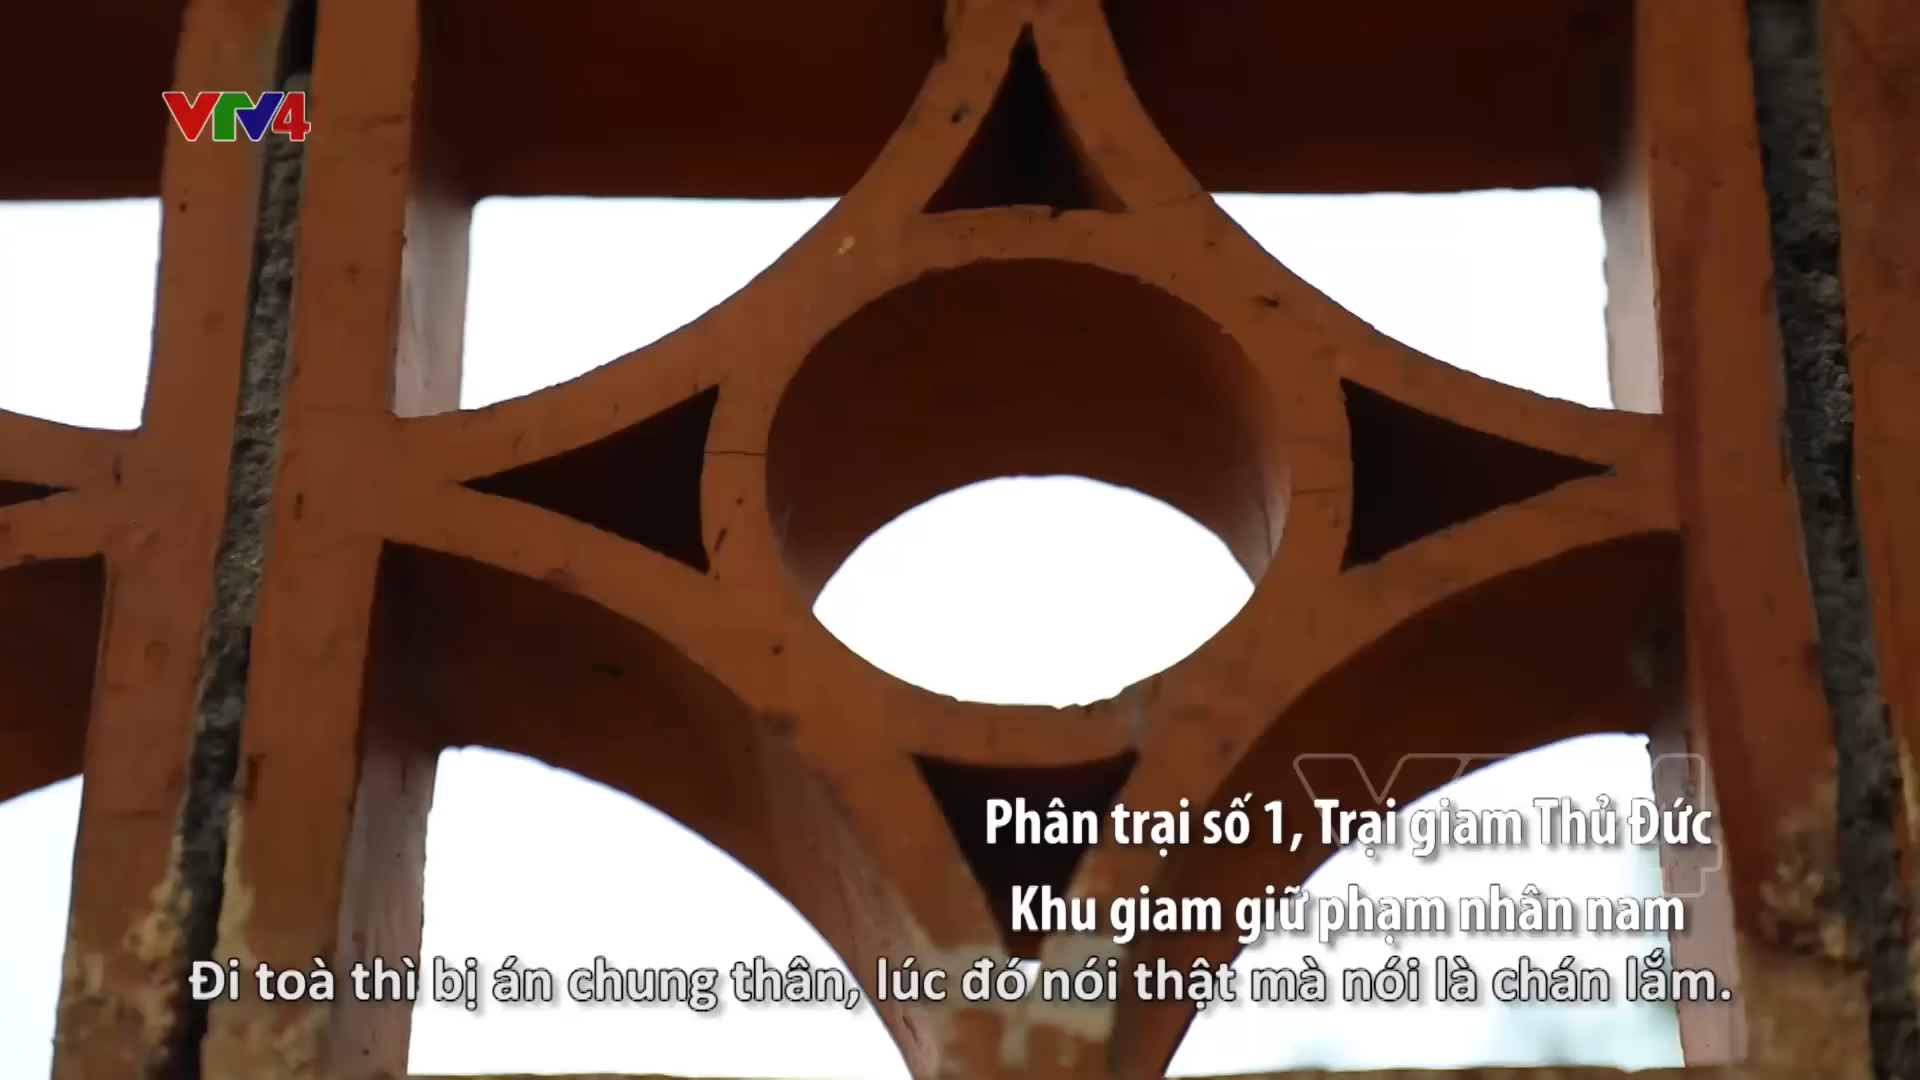 VTV4
Phân trại số 1, Trại giam Thủ Đức
Khu giam giữ phạm nhân nam
Đi toà thì bị án chung thân, lúc đó nói thật mà nói là chán lắm.